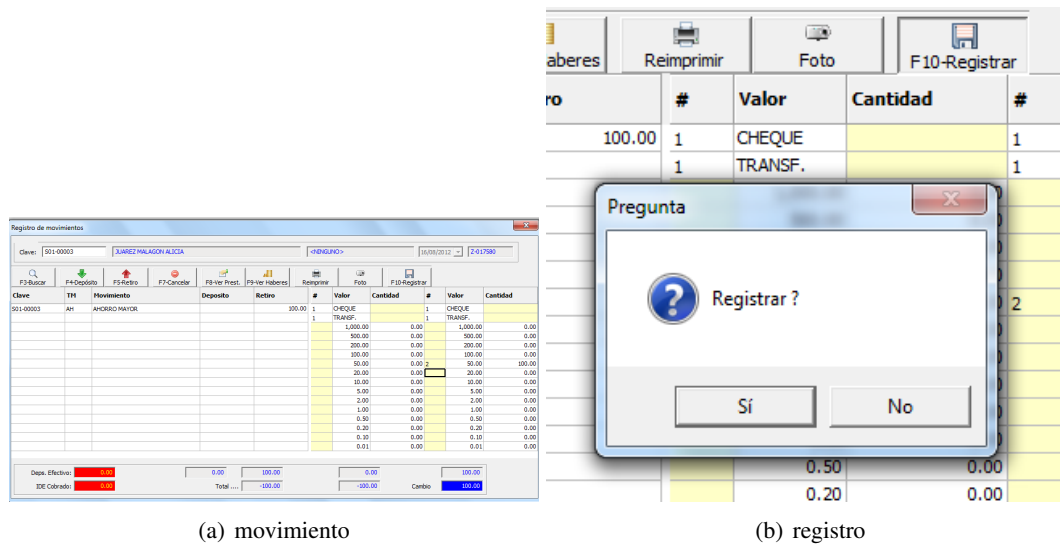 Registro de movimientos
Clave: S01-00003 JUAREZ MALAGON ALICIA <NINGUNO> 16/08/2012 2-017580
F3-Buscar F4-Depósito F5-Retiro F7-Cancelar F8-Ver Prest. F9-Ver Haberes Reimprimir Foto F10-Registrar
Clave TM Movimiento Deposito Retiro # Valor Cantidad # Valor Cantidad
S01-00003 AH AHORRO MAYOR 100.00 1 CHEQUE 1 CHEQUE
1 TRANSF. 1 TRANSF.
1,000.00 0.00 1,000.00 0.00
500.00 0.00 500.00 0.00
200.00 0.00 200.00 0.00
100.00 0.00 100.00 0.00
50.00 0.00 2 50.00 100.00
20.00 0.00 20.00 0.00
10.00 0.00 10.00 0.00
5.00 0.00 5.00 0.00
2.00 0.00 2.00 0.00
1.00 0.00 1.00 0.00
0.50 0.00 0.50 0.00
0.20 0.00 0.20 0.00
0.10 0.00 0.10 0.00
0.01 0.00 0.01 0.00
Deps. Efectivo: 0.00 0.00 100.00 0.00 100.00
IDE Cobrado: 0.00 Total .... -100.00 -100.00 Cambio 100.00
(a) movimiento
aberes Reimprimir Foto F10-Registrar
ro # Valor Cantidad #
100.00 1 CHEQUE 1
1 TRANSF. 1
Pregunta
2
Registrar ?
Sí No
0.50 0.00
0.20 0.00
(b) registro